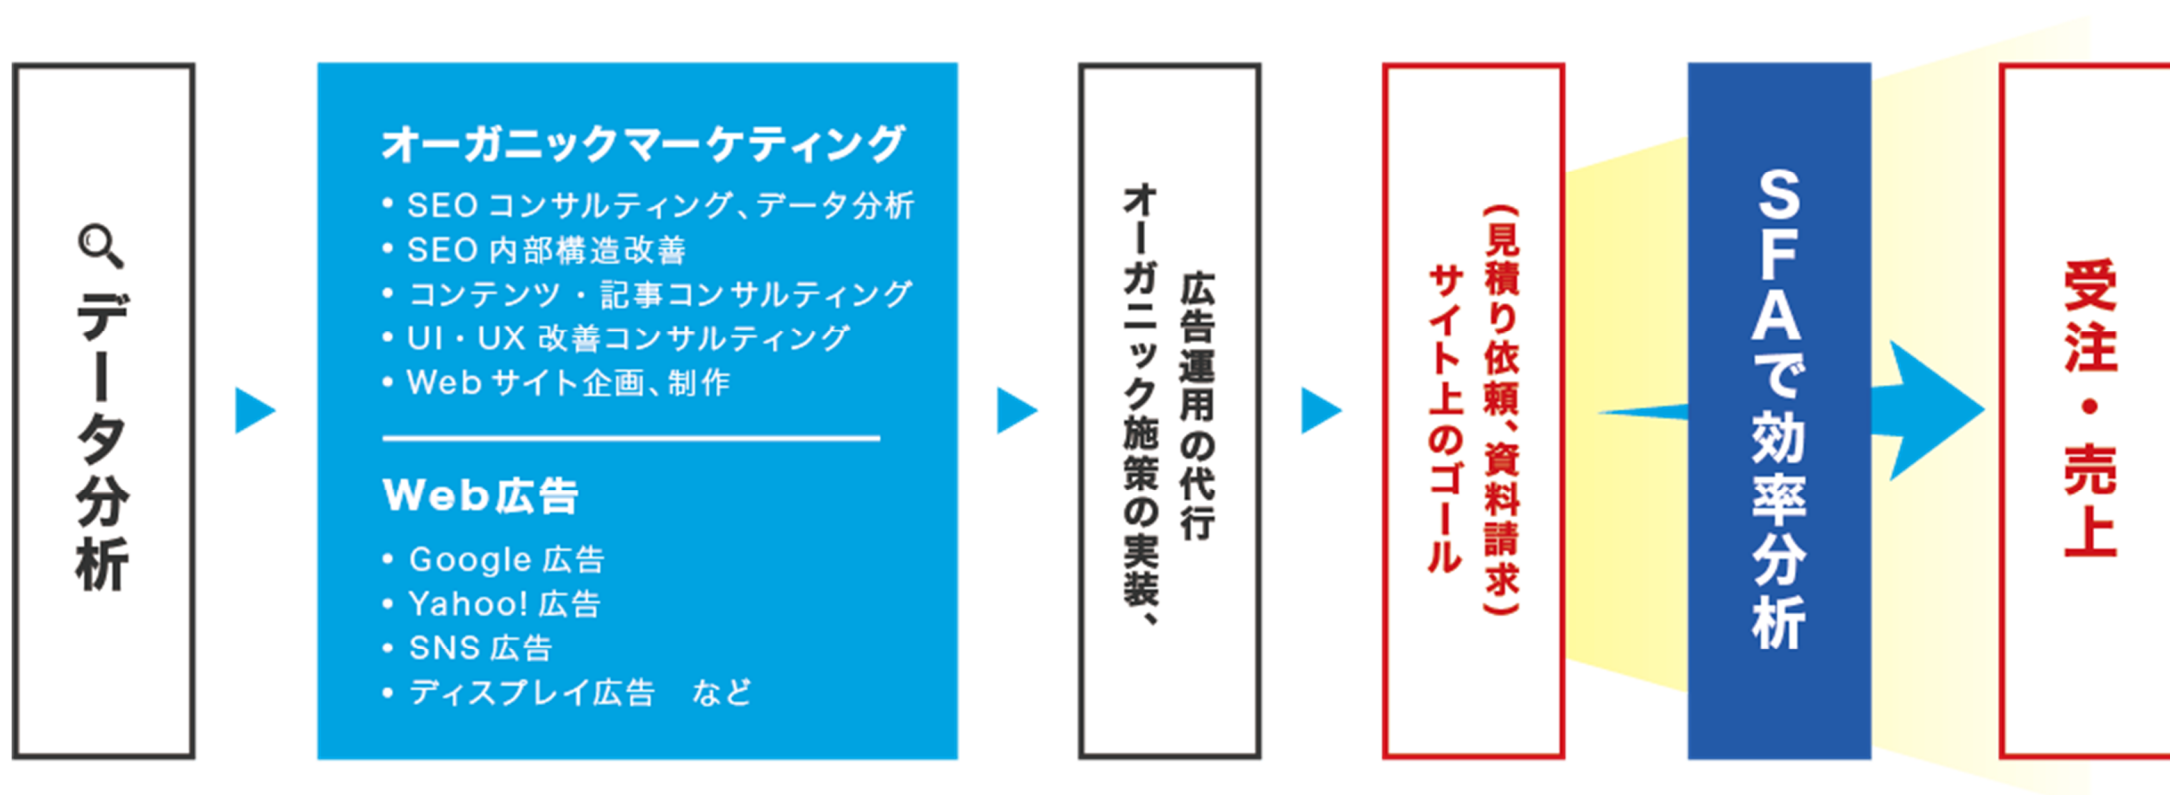 データ分析
オーガニックマーケティング
• SEO コンサルティング、データ分析
• SEO 内部構造改善
• コンテンツ・記事コンサルティング
• UI・UX 改善コンサルティング
• Web サイト企画、制作
Web広告
• Google 広告
• Yahoo! 広告
• SNS 広告
• ディスプレイ広告　など
オーガニック施策の実装、
広告運用の代行
サイト上のゴール
(見積り依頼、資料請求)
SFAで効率分析
受注・売上